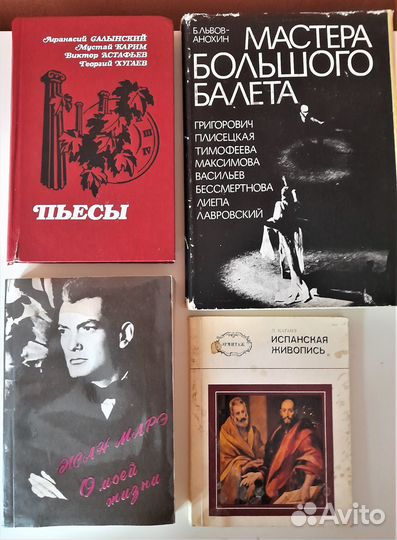 Афанасий САЛЫНСКИЙ
Мустай КАРИМ
Виктор АСТАФЬЕВ
Георгий ХУГАЕВ
ПЬЕСЫ
Б. ЛЬВОВ-
АНОХИН
МАСТЕРА
БОЛЬШОГО
БАЛЕТА
ГРИГОРОВИЧ
ПЛИСЕЦКАЯ
ТИМОФЕЕВА
МАКСИМОВА
ВАСИЛЬЕВ
БЕССМЕРТНОВА
ЛИЕПА
ЛАВРОВСКИЙ
ЖАН МАРЭ
О моей
жизни
ЭРМИТАЖ
ИСПАНСКАЯ
ЖИВОПИСЬ
Avito